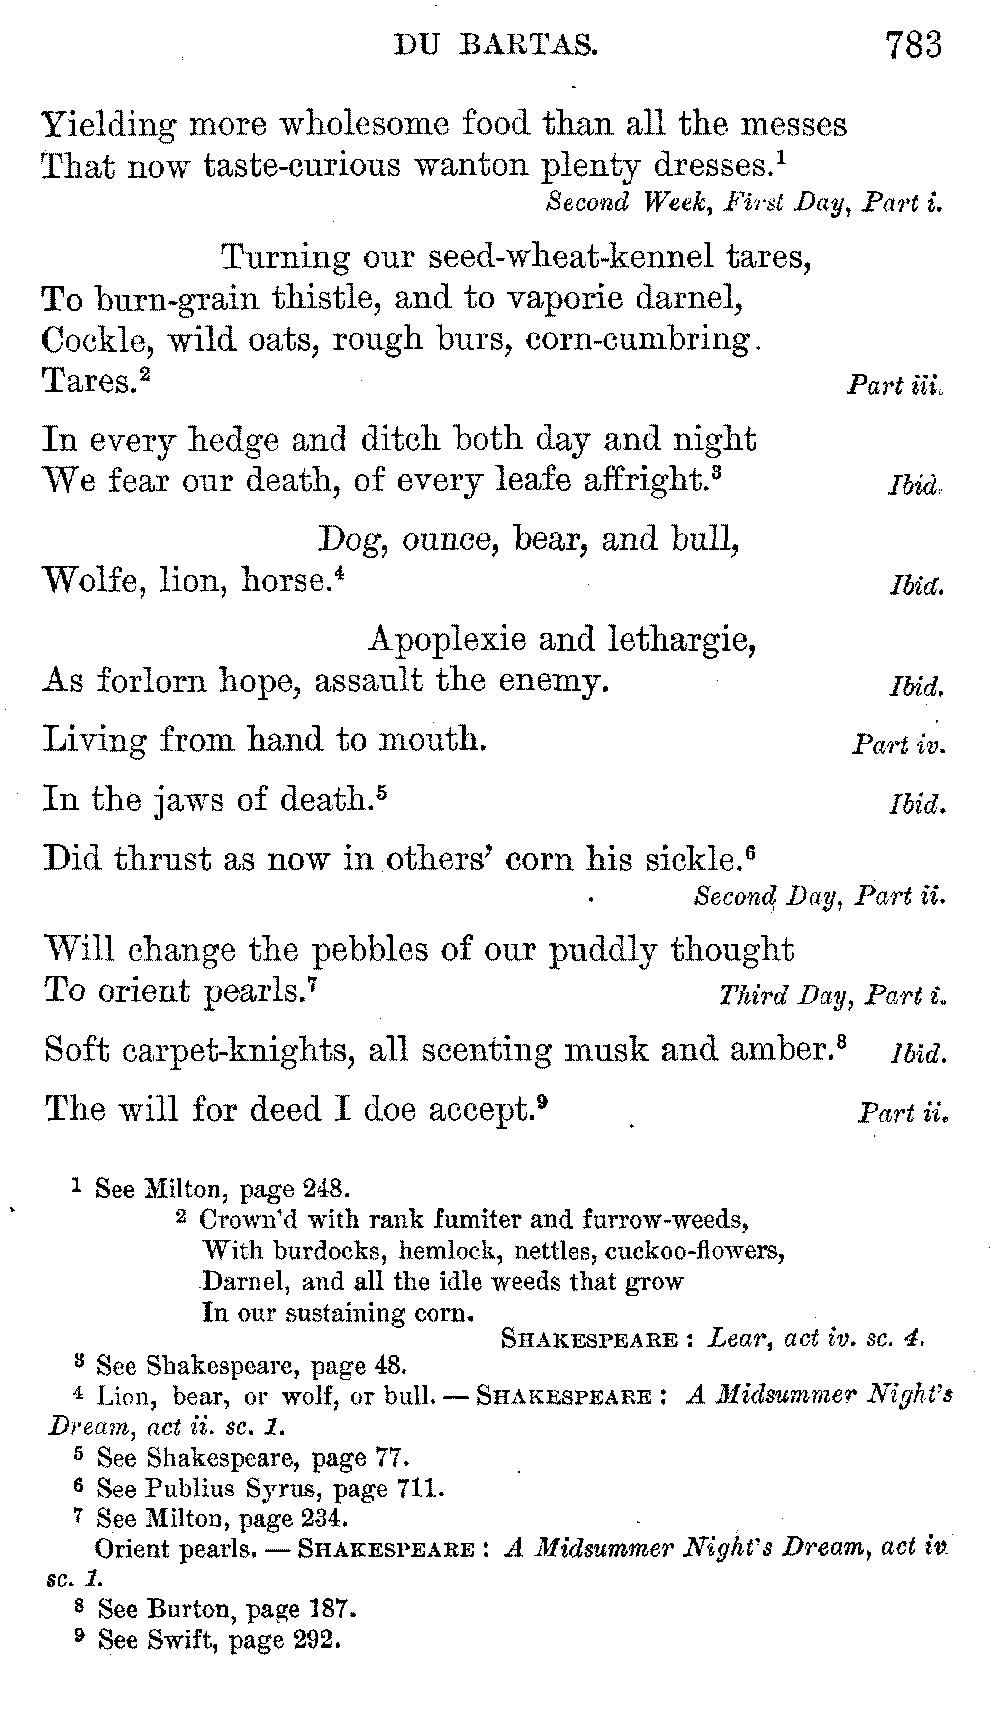 DU BARTAS. 783
Yielding more wholesome food than all the messes
That now taste-curious wanton plenty dresses.¹
Second Week, First Day, Part i.
Turning our seed-wheat-kennel tares,
To burn-grain thistle, and to vaporie darnel,
Cockle, wild oats, rough burs, corn-cumbring
Tares.² Part iii.
In every hedge and ditch both day and night
We fear our death, of every leafe affright.³ Ibid.
Dog, ounce, bear, and bull,
Wolfe, lion, horse.⁴ Ibid.
Apoplexie and lethargie,
As forlorn hope, assault the enemy. Ibid.
Living from hand to mouth. Part iv.
In the jaws of death.⁵ Ibid.
Did thrust as now in others' corn his sickle.⁶
Second Day, Part ii.
Will change the pebbles of our puddly thought
To orient pearls.⁷ Third Day, Part i.
Soft carpet-knights, all scenting musk and amber.⁸ Ibid.
The will for deed I doe accept.⁹ Part ii.
¹ See Milton, page 248.
² Crown'd with rank fumiter and furrow-weeds,
With burdocks, hemlock, nettles, cuckoo-flowers,
Darnel, and all the idle weeds that grow
In our sustaining corn.
SHAKESPEARE : Lear, act iv. sc. 4.
³ See Shakespeare, page 48.
⁴ Lion, bear, or wolf, or bull. — SHAKESPEARE : A Midsummer Night's
Dream, act ii. sc. 1.
⁵ See Shakespeare, page 77.
⁶ See Publius Syrus, page 711.
⁷ See Milton, page 234.
Orient pearls. — SHAKESPEARE : A Midsummer Night's Dream, act iv.
sc. 1.
⁸ See Burton, page 187.
⁹ See Swift, page 292.